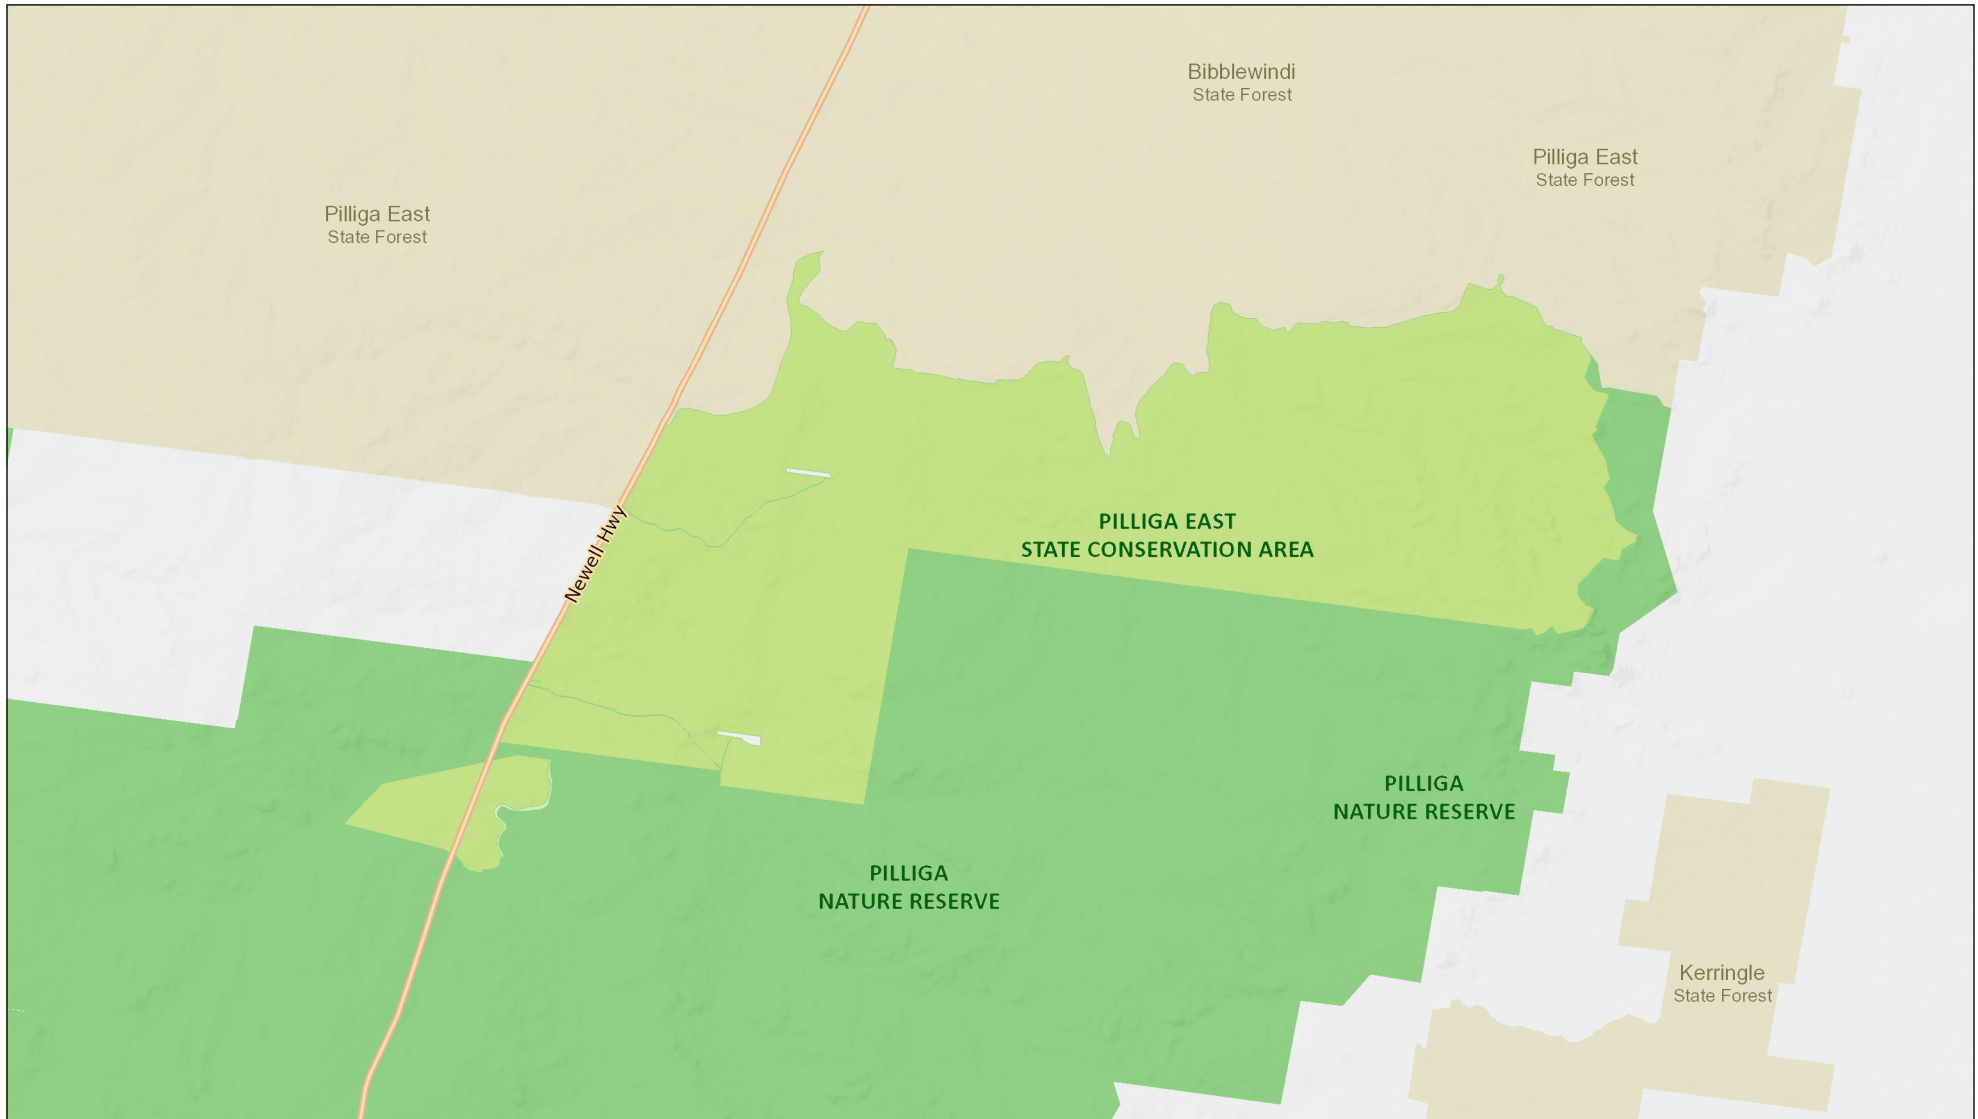 Bibblewindi
State Forest
Pilliga East
State Forest
Pilliga East
State Forest
Newell Hwy
PILLIGA EAST
STATE CONSERVATION AREA
PILLIGA
NATURE RESERVE
PILLIGA
NATURE RESERVE
Kerringle
State Forest